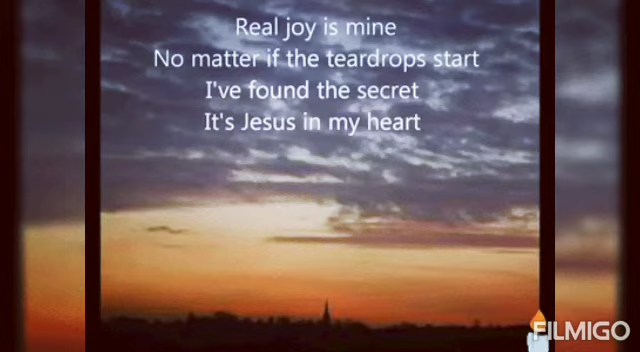 Real joy is mine
No matter if the teardrops start
I've found the secret
It's Jesus in my heart
FILMIGO